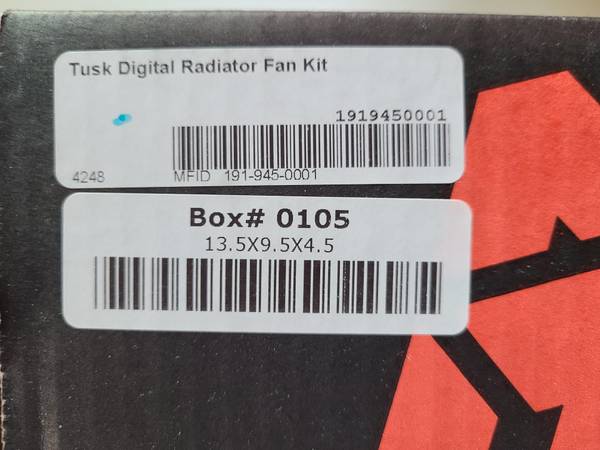 Tusk Digital Radiator Fan Kit
1919450001
4248 MFID 191-945-0001
Box# 0105
13.5X9.5X4.5